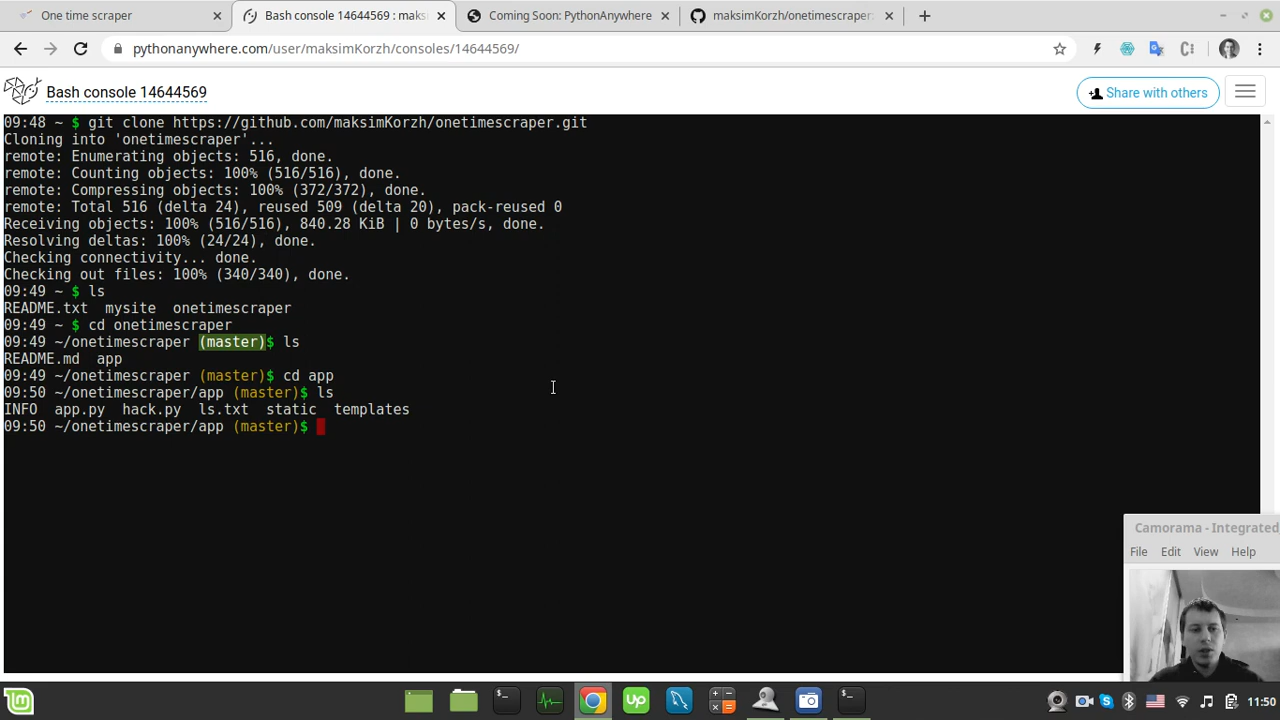 One time scraper
Bash console 14644569 : maks
Coming Soon: PythonAnywhere
maksimKorzh/onetimescraper:
pythonanywhere.com/user/maksimKorzh/consoles/14644569/
Bash console 14644569
Share with others
09:48 ~ $ git clone https://github.com/maksimKorzh/onetimescraper.git
Cloning into 'onetimescraper'...
remote: Enumerating objects: 516, done.
remote: Counting objects: 100% (516/516), done.
remote: Compressing objects: 100% (372/372), done.
remote: Total 516 (delta 24), reused 509 (delta 20), pack-reused 0
Receiving objects: 100% (516/516), 840.28 KiB | 0 bytes/s, done.
Resolving deltas: 100% (24/24), done.
Checking connectivity... done.
Checking out files: 100% (340/340), done.
09:49 ~ $ ls
README.txt  mysite  onetimescraper
09:49 ~ $ cd onetimescraper
09:49 ~/onetimescraper (master)$ ls
README.md  app
09:49 ~/onetimescraper (master)$ cd app
09:50 ~/onetimescraper/app (master)$ ls
INFO  app.py  hack.py  ls.txt  static  templates
09:50 ~/onetimescraper/app (master)$
Camorama - Integrated
File Edit View Help
up
11:50